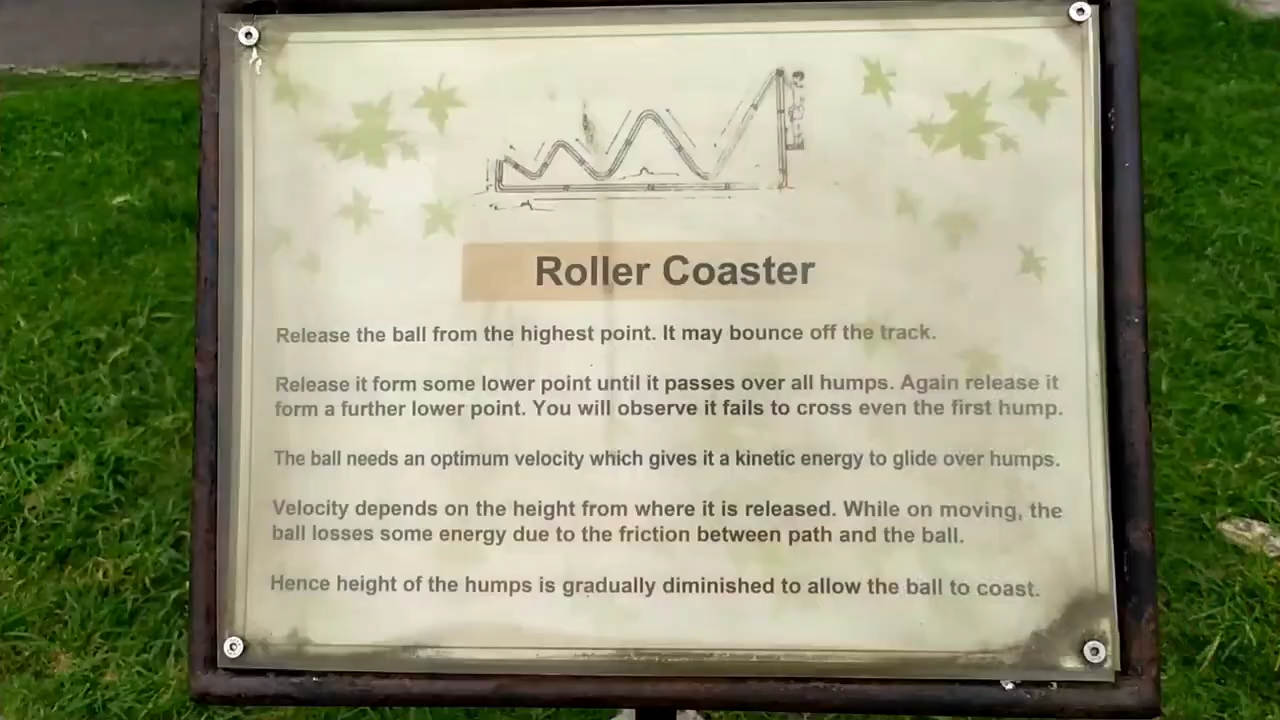 Roller Coaster
Release the ball from the highest point. It may bounce off the track.
Release it form some lower point until it passes over all humps. Again release it
form a further lower point. You will observe it fails to cross even the first hump.
The ball needs an optimum velocity which gives it a kinetic energy to glide over humps.
Velocity depends on the height from where it is released. While on moving, the
ball losses some energy due to the friction between path and the ball.
Hence height of the humps is gradually diminished to allow the ball to coast.